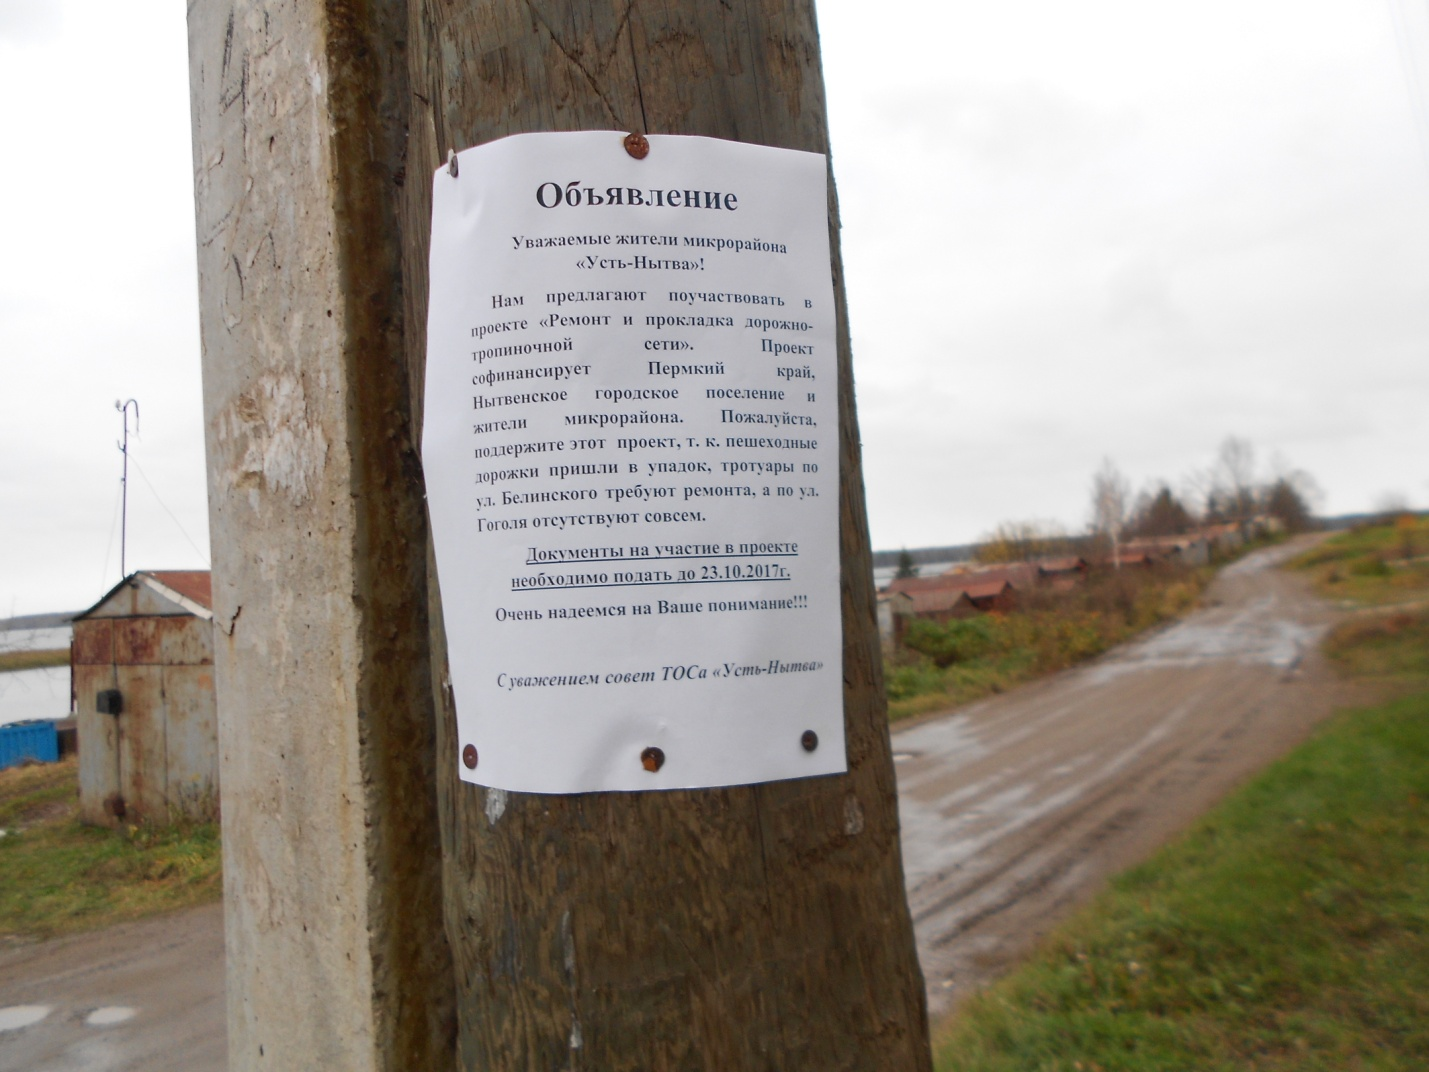 Объявление
Уважаемые жители микрорайона
«Усть-Нытва»!
Нам предлагают поучаствовать в
проекте «Ремонт и прокладка дорожно-
тропиночной сети». Проект
софинансирует Пермкий край,
Нытвенское городское поселение и
жители микрорайона. Пожалуйста,
поддержите этот проект, т. к. пешеходные
дорожки пришли в упадок, тротуары по
ул. Белинского требуют ремонта, а по ул.
Гоголя отсутствуют совсем.
Документы на участие в проекте
необходимо подать до 23.10.2017г.
Очень надеемся на Ваше понимание!!!
С уважением совет ТОСа «Усть-Нытва»